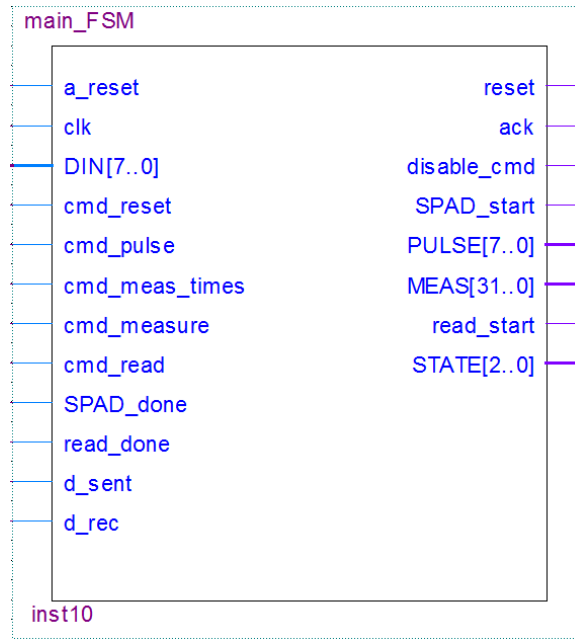 main_FSM
a_reset reset
clk ack
DIN[7..0] disable_cmd
cmd_reset SPAD_start
cmd_pulse PULSE[7..0]
cmd_meas_times MEAS[31..0]
cmd_measure read_start
cmd_read STATE[2..0]
SPAD_done
read_done
d_sent
d_rec
inst10